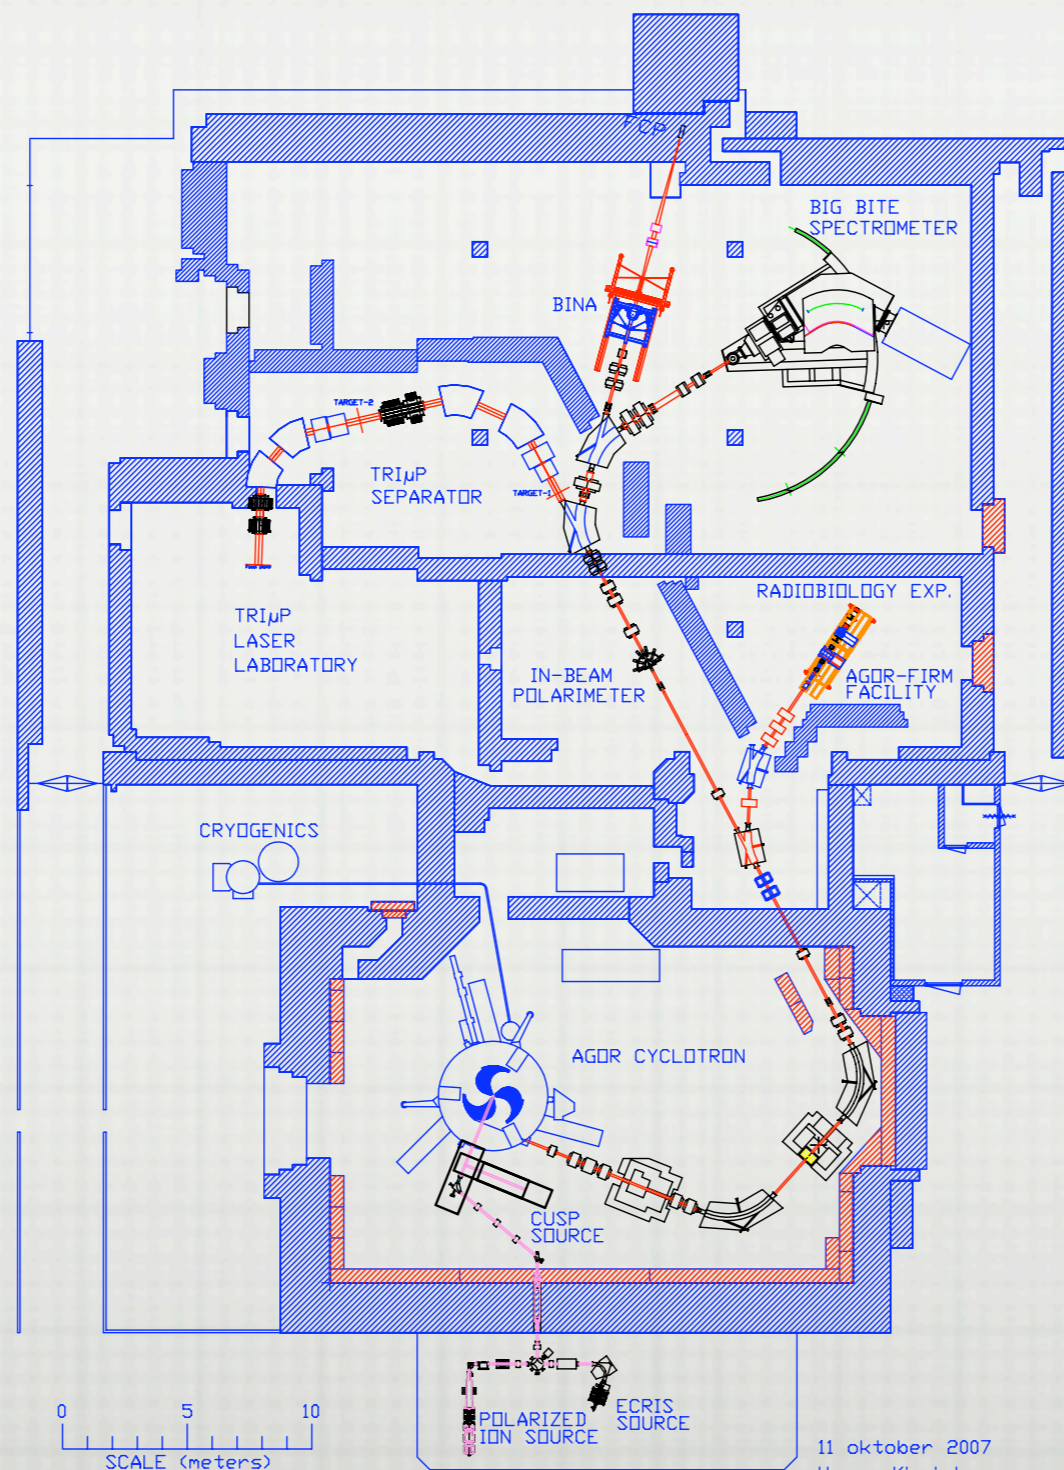 FCP
BIG BITE
SPECTROMETER
BINA
TARGET-2
TRIµP
SEPARATOR
TARGET-1
RADIOBIOLOGY EXP.
TRIµP
LASER
LABORATORY
IN-BEAM
POLARIMETER
AGOR-FIRM
FACILITY
CRYOGENICS
AGOR CYCLOTRON
CUSP
SOURCE
ECRIS
SOURCE
POLARIZED
ION SOURCE
0 5 10
SCALE (meters)
11 oktober 2007